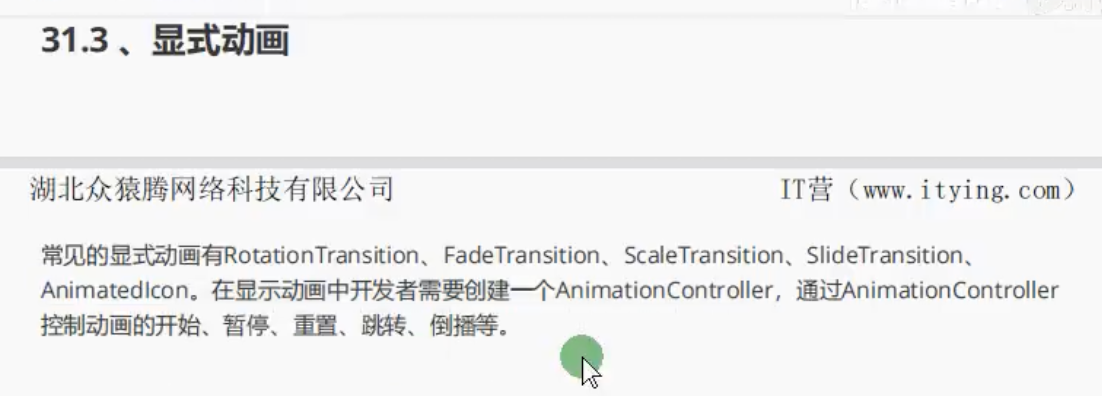 31.3 、显式动画
湖北众猿腾网络科技有限公司
IT营（www.itying.com）
常见的显式动画有RotationTransition、FadeTransition、ScaleTransition、SlideTransition、
AnimatedIcon。在显示动画中开发者需要创建一个AnimationController，通过AnimationController
控制动画的开始、暂停、重置、跳转、倒播等。